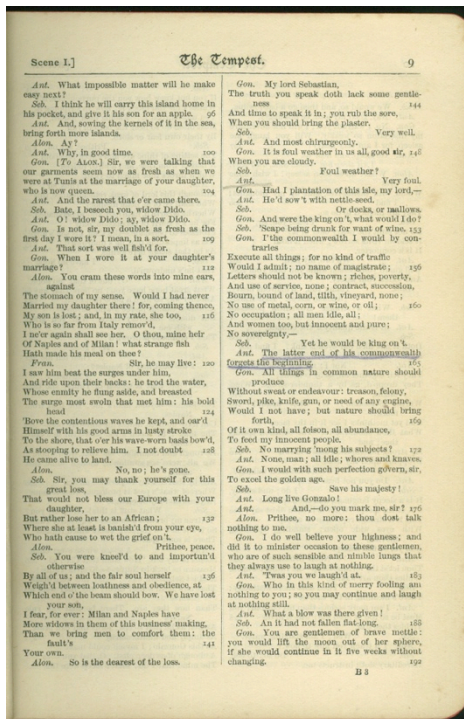 Scene I.]
The Tempest.
9
Ant. What impossible matter will he make
easy next?
Seb. I think he will carry this island home in
his pocket, and give it his son for an apple. 96
Ant. And, sowing the kernels of it in the sea,
bring forth more islands.
Alon. Ay?
Ant. Why, in good time. 100
Gon. [To ALON.] Sir, we were talking that
our garments seem now as fresh as when we
were at Tunis at the marriage of your daughter,
who is now queen. 104
Ant. And the rarest that e'er came there.
Seb. Bate, I beseech you, widow Dido.
Ant. O! widow Dido; ay, widow Dido.
Gon. Is not, sir, my doublet as fresh as the
first day I wore it? I mean, in a sort. 109
Ant. That sort was well fish'd for.
Gon. When I wore it at your daughter's
marriage? 112
Alon. You cram these words into mine ears,
against
The stomach of my sense. Would I had never
Married my daughter there! for, coming thence,
My son is lost; and, in my rate, she too, 116
Who is so far from Italy remov'd,
I ne'er again shall see her. O thou, mine heir
Of Naples and of Milan! what strange fish
Hath made his meal on thee?
Fran. Sir, he may live: 120
I saw him beat the surges under him,
And ride upon their backs: he trod the water,
Whose enmity he flung aside, and breasted
The surge most swoln that met him: his bold
head 124
'Bove the contentious waves he kept, and oar'd
Himself with his good arms in lusty stroke
To the shore, that o'er his wave-worn basis bow'd,
As stooping to relieve him. I not doubt 128
He came alive to land.
Alon. No, no; he's gone.
Seb. Sir, you may thank yourself for this
great loss,
That would not bless our Europe with your
daughter,
But rather lose her to an African; 132
Where she at least is banish'd from your eye,
Who hath cause to wet the grief on't.
Alon. Prithee, peace.
Seb. You were kneel'd to and importun'd
otherwise
By all of us; and the fair soul herself 136
Weigh'd between loathness and obedience, at
Which end o' the beam should bow. We have lost
your son,
I fear, for ever: Milan and Naples have
More widows in them of this business' making,
Than we bring men to comfort them: the
fault's 141
Your own.
Alon. So is the dearest of the loss.
Gon. My lord Sebastian,
The truth you speak doth lack some gentle-
ness 144
And time to speak it in; you rub the sore,
When you should bring the plaster.
Seb. Very well.
Ant. And most chirurgeonly.
Gon. It is foul weather in us all, good sir, 148
When you are cloudy.
Seb. Foul weather?
Ant. Very foul.
Gon. Had I plantation of this isle, my lord,—
Ant. He'd sow't with nettle-seed.
Seb. Or docks, or mallows.
Gon. And were the king on't, what would I do?
Seb. 'Scape being drunk for want of wine. 153
Gon. I' the commonwealth I would by con-
traries
Execute all things; for no kind of traffic
Would I admit; no name of magistrate; 156
Letters should not be known; riches, poverty,
And use of service, none; contract, succession,
Bourn, bound of land, tilth, vineyard, none;
No use of metal, corn, or wine, or oil; 160
No occupation; all men idle, all;
And women too, but innocent and pure;
No sovereignty,—
Seb. Yet he would be king on't.
Ant. The latter end of his commonwealth
forgets the beginning. 165
Gon. All things in common nature should
produce
Without sweat or endeavour: treason, felony,
Sword, pike, knife, gun, or need of any engine,
Would I not have; but nature should bring
forth, 169
Of it own kind, all foison, all abundance,
To feed my innocent people.
Seb. No marrying 'mong his subjects? 172
Ant. None, man; all idle; whores and knaves.
Gon. I would with such perfection govern, sir,
To excel the golden age.
Seb. Save his majesty!
Ant. Long live Gonzalo!
Gon. And,—do you mark me, sir? 176
Alon. Prithee, no more: thou dost talk
nothing to me.
Gon. I do well believe your highness; and
did it to minister occasion to these gentlemen,
who are of such sensible and nimble lungs that
they always use to laugh at nothing.
Ant. 'Twas you we laugh'd at. 183
Gon. Who in this kind of merry fooling am
nothing to you; so you may continue and laugh
at nothing still.
Ant. What a blow was there given!
Seb. An it had not fallen flat-long. 188
Gon. You are gentlemen of brave mettle:
you would lift the moon out of her sphere,
if she would continue in it five weeks without
changing. 192
B 3